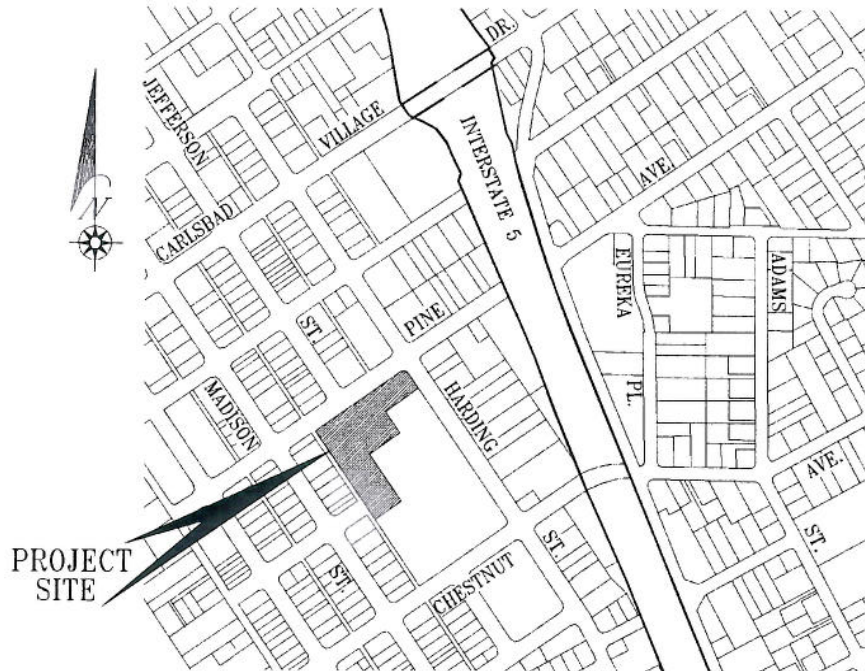 DR.
JEFFERSON
VILLAGE
INTERSTATE 5
AVE.
N
CARLSBAD
EUREKA
ADAMS
ST.
PINE
MADISON
HARDING
PL.
AVE.
PROJECT
SITE
ST.
CHESTNUT
ST.
ST.